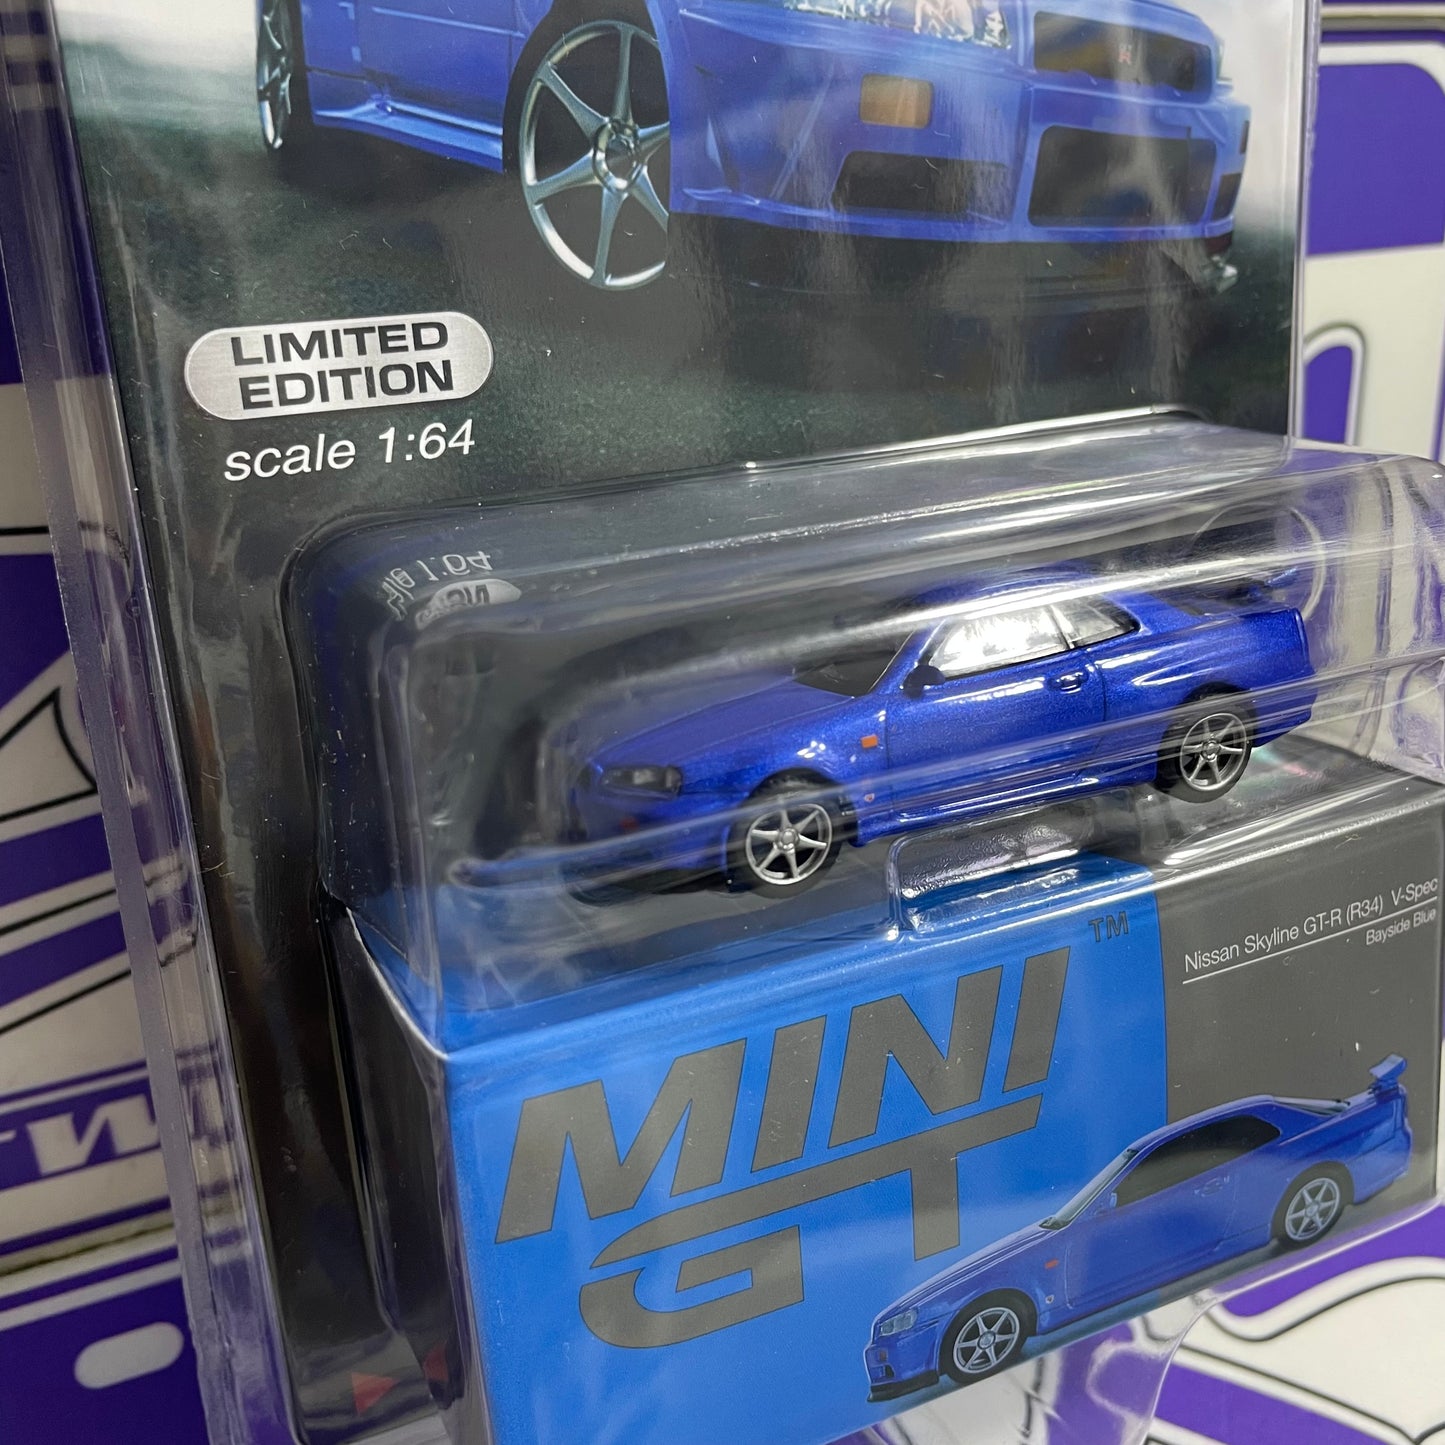 LIMITED
EDITION
scale 1:64
MINI
GT
TM
Nissan Skyline GT-R (R34) V-Spec
Bayside Blue